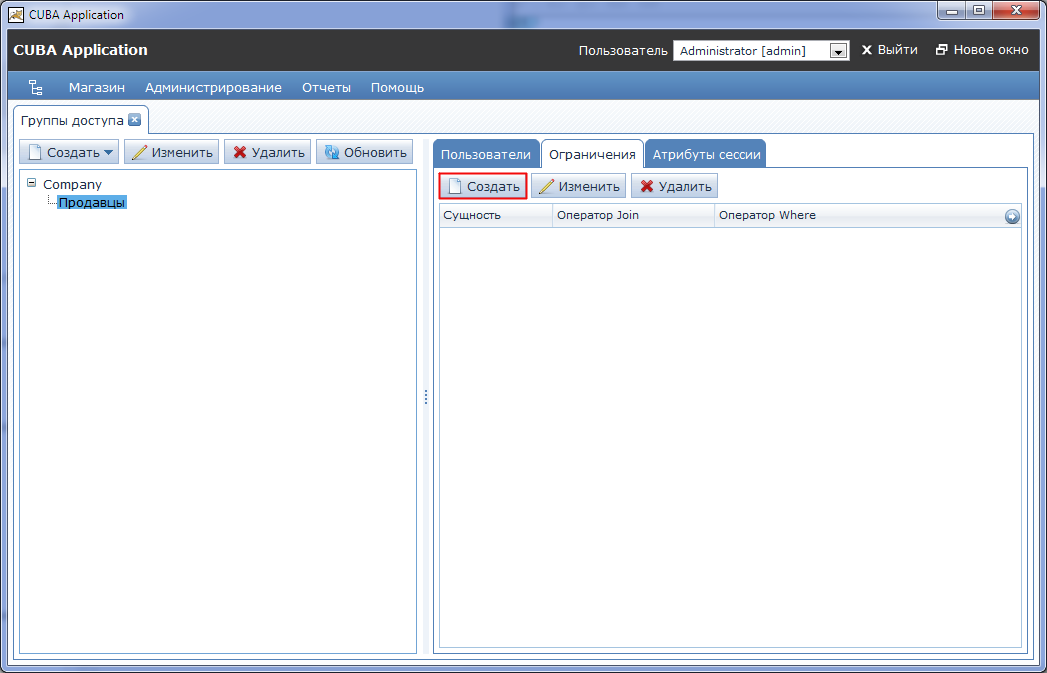 CUBA Application
CUBA Application
Пользователь Administrator [admin] Выйти Новое окно
Магазин Администрирование Отчеты Помощь
Группы доступа
Создать Изменить Удалить Обновить
Company
Продавцы
Пользователи Ограничения Атрибуты сессии
Создать Изменить Удалить
Сущность Оператор Join Оператор Where